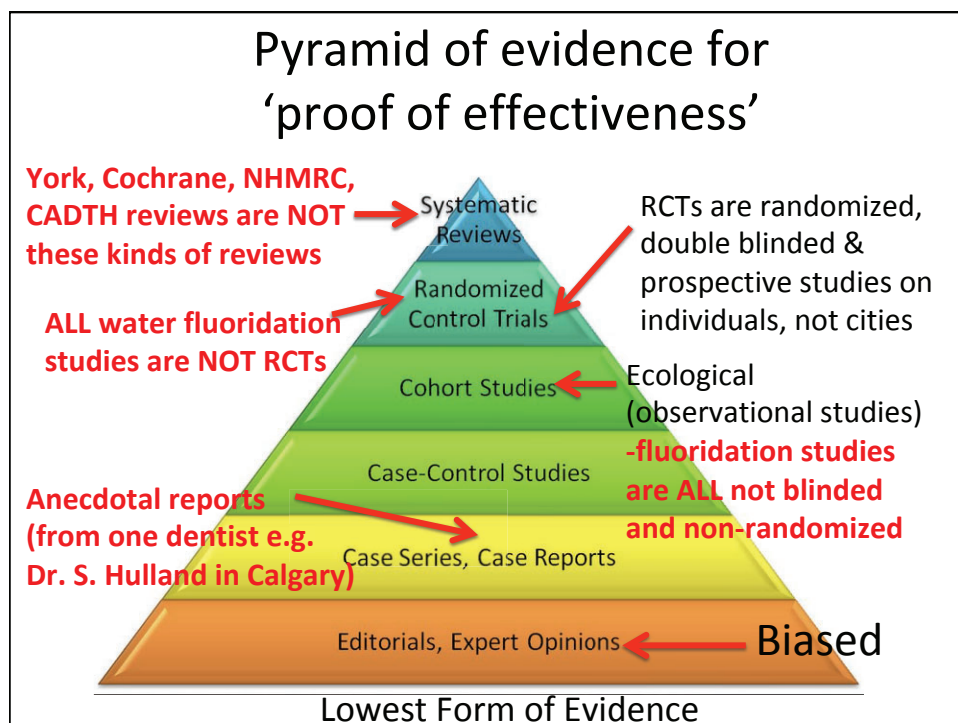 Pyramid of evidence for
‘proof of effectiveness’
York, Cochrane, NHMRC,
CADTH reviews are NOT
these kinds of reviews
Systematic
Reviews
RCTs are randomized,
double blinded &
prospective studies on
individuals, not cities
Randomized
Control Trials
ALL water fluoridation
studies are NOT RCTs
Cohort Studies
Ecological
(observational studies)
-fluoridation studies
are ALL not blinded
and non-randomized
Case-Control Studies
Anecdotal reports
(from one dentist e.g.
Dr. S. Hulland in Calgary)
Case Series, Case Reports
Editorials, Expert Opinions
Biased
Lowest Form of Evidence